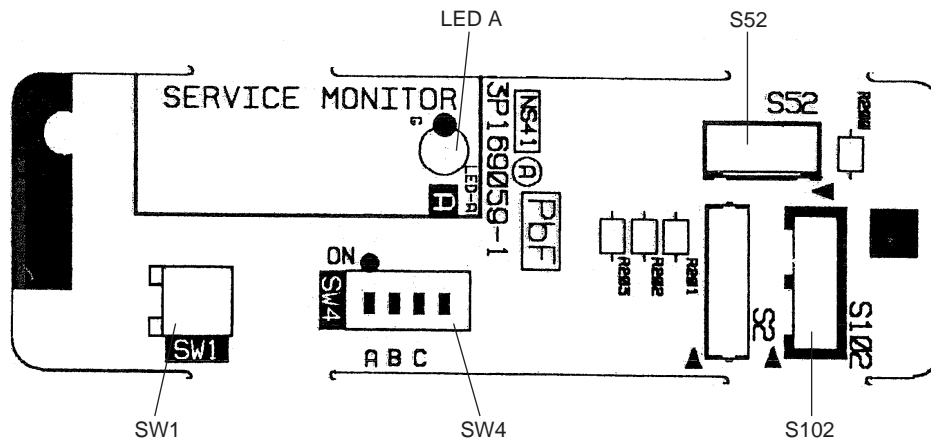 LED A
S52
SERVICE MONITOR
G
LED-A
A
3P169059-1
NS41
A
PbF
S52
R203
R202
R201
S2
S102
ON
SW4
A B C
SW1
SW1
SW4
S102